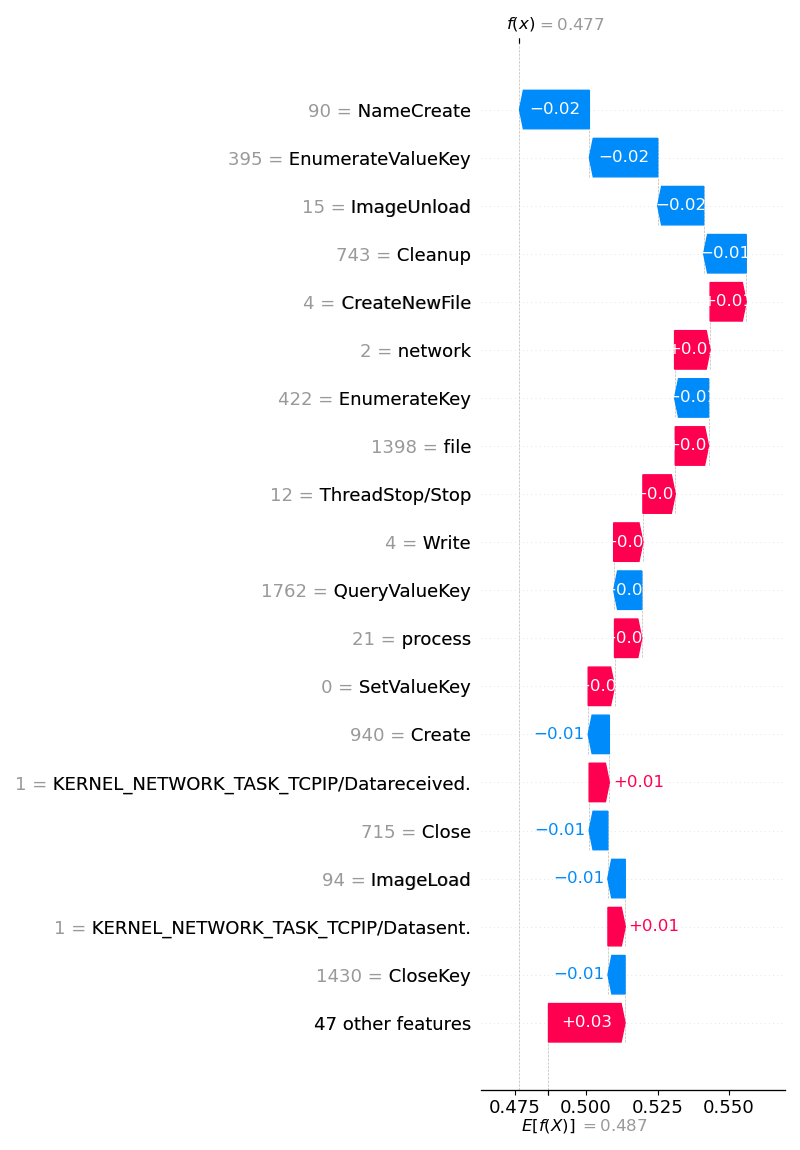 f(x) = 0.477
90 = NameCreate
−0.02
395 = EnumerateValueKey
−0.02
15 = ImageUnload
−0.02
743 = Cleanup
−0.01
4 = CreateNewFile
+0.01
2 = network
+0.0
422 = EnumerateKey
−0.01
1398 = file
+0.0
12 = ThreadStop/Stop
+0.0
4 = Write
+0.0
1762 = QueryValueKey
−0.0
21 = process
+0.0
0 = SetValueKey
+0.0
940 = Create
−0.01
1 = KERNEL_NETWORK_TASK_TCPIP/Datareceived.
+0.01
715 = Close
−0.01
94 = ImageLoad
−0.01
1 = KERNEL_NETWORK_TASK_TCPIP/Datasent.
+0.01
1430 = CloseKey
−0.01
47 other features
+0.03
0.475 0.500 0.525 0.550
E[f(X)] = 0.487